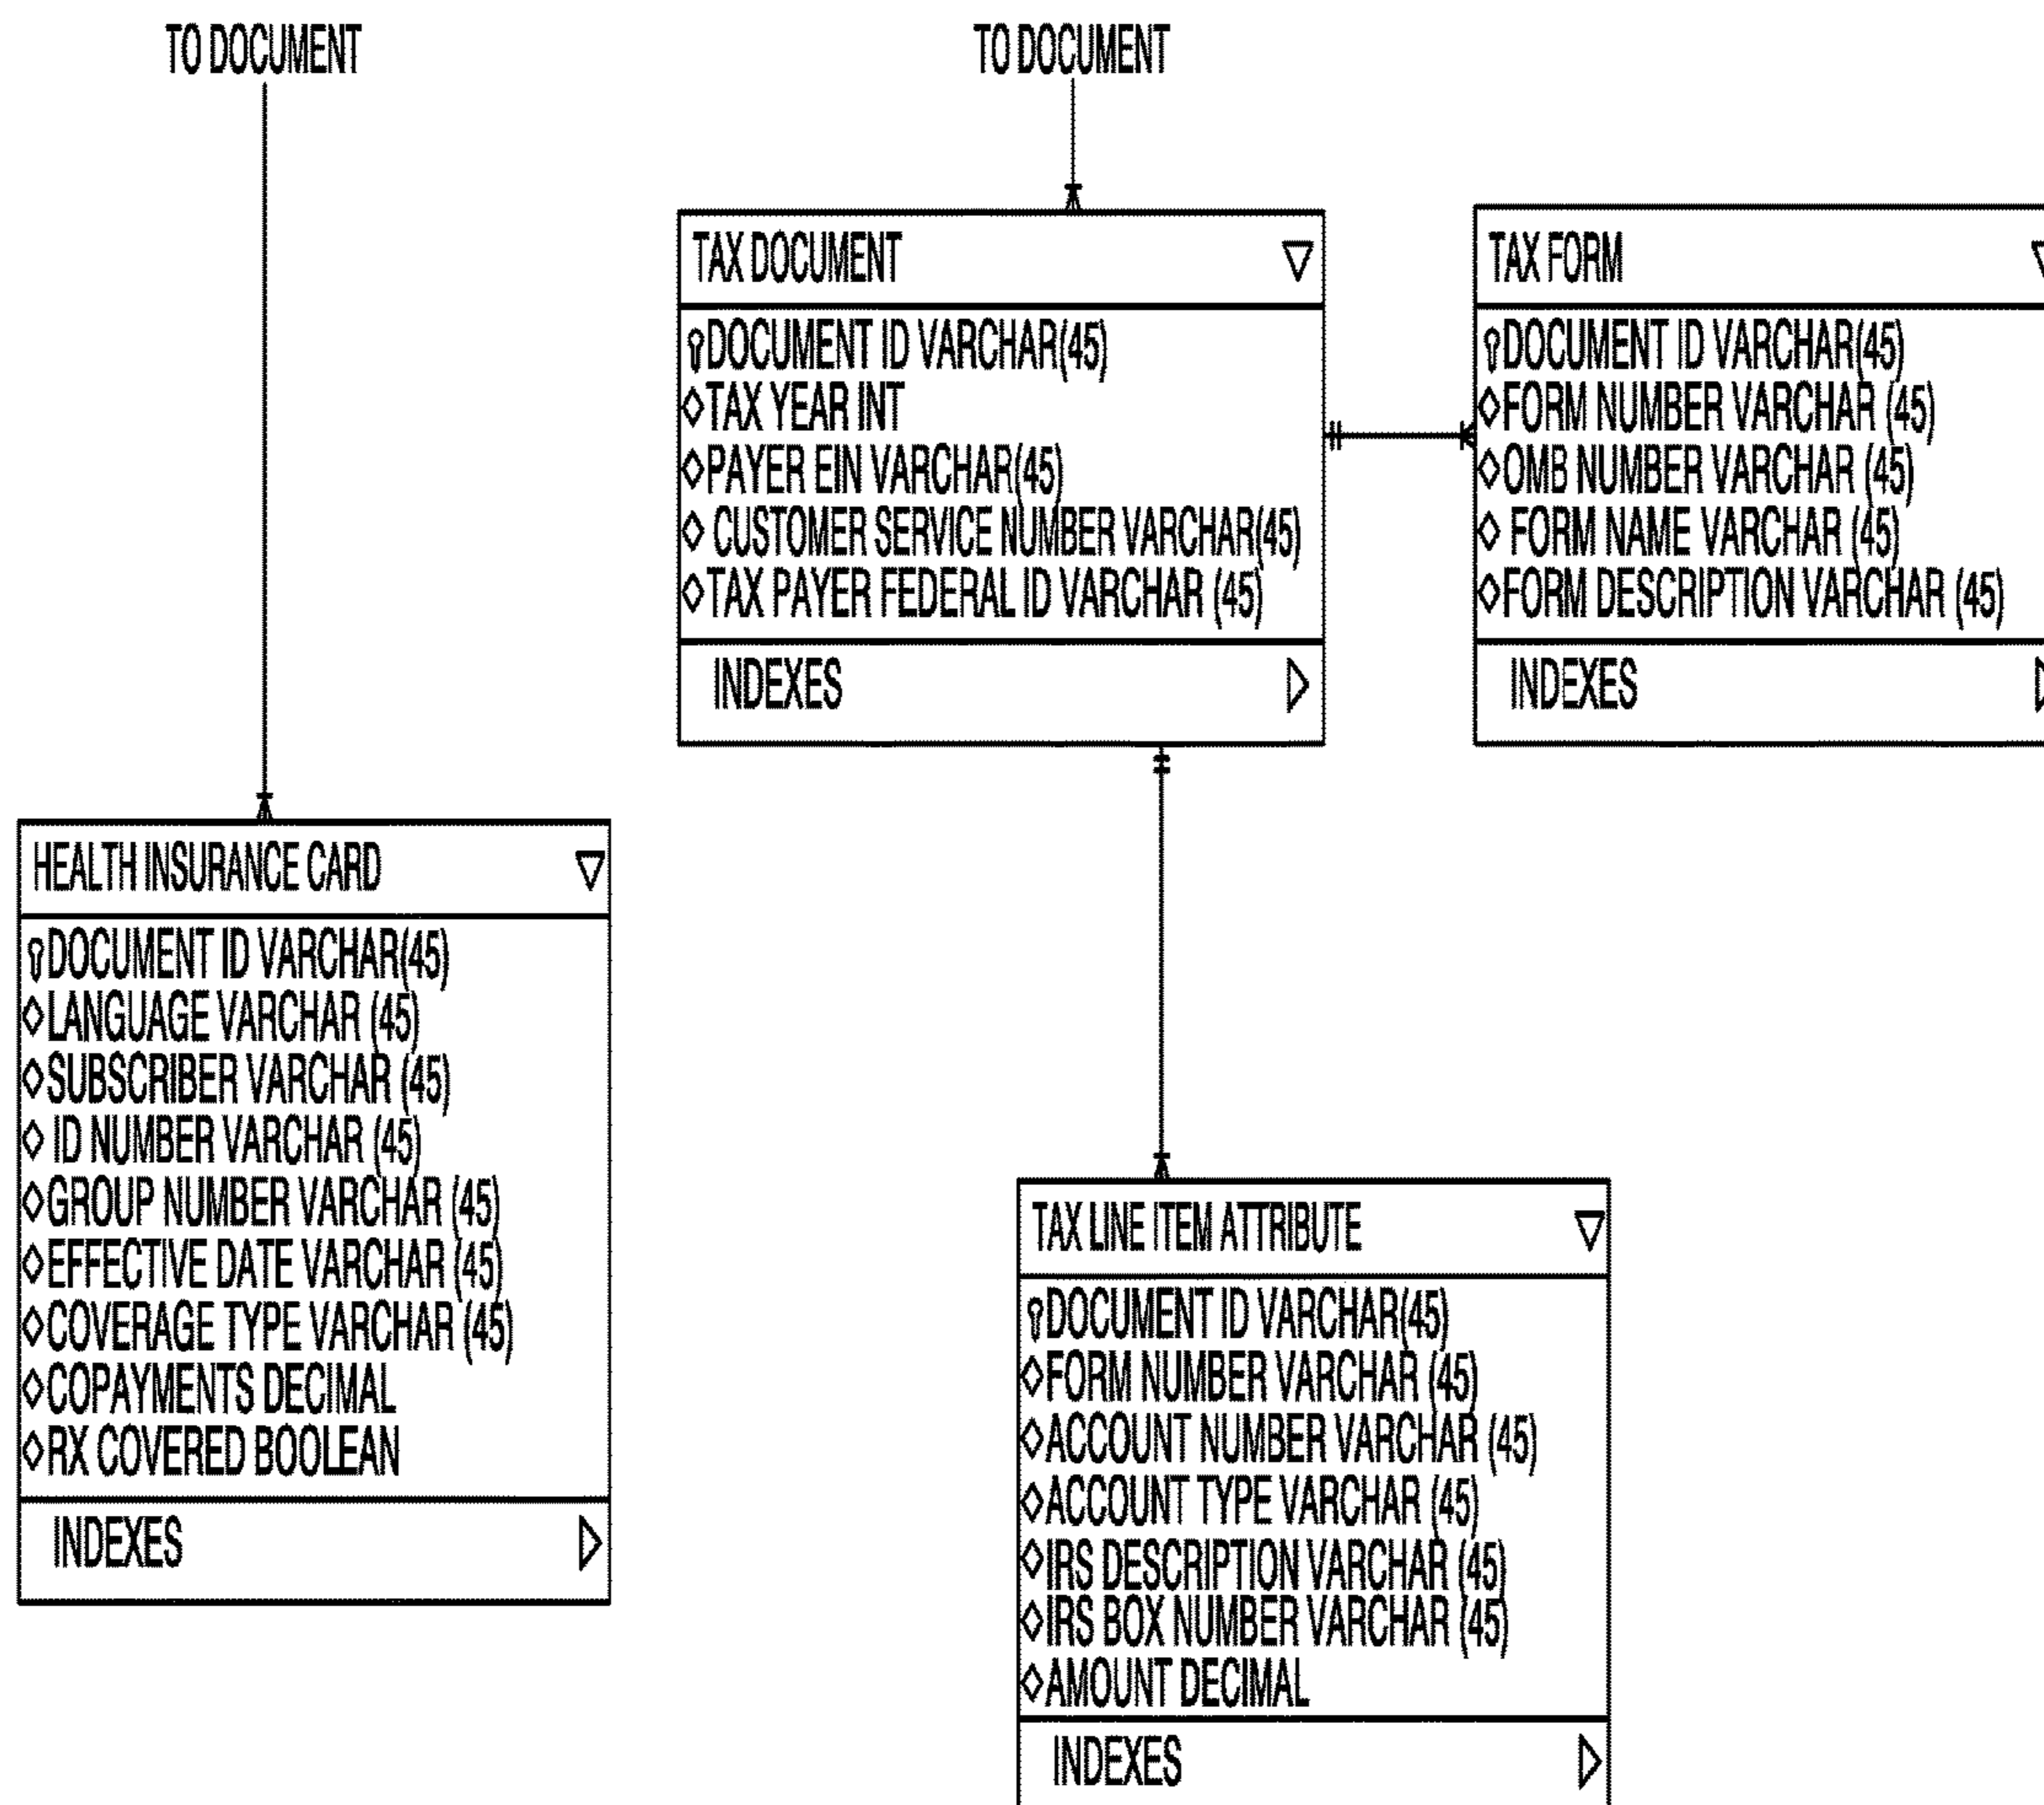 TO DOCUMENT
TO DOCUMENT
TAX DOCUMENT
DOCUMENT ID VARCHAR(45)
TAX YEAR INT
PAYER EIN VARCHAR(45)
CUSTOMER SERVICE NUMBER VARCHAR(45)
TAX PAYER FEDERAL ID VARCHAR (45)
INDEXES
TAX FORM
DOCUMENT ID VARCHAR(45)
FORM NUMBER VARCHAR (45)
OMB NUMBER VARCHAR (45)
FORM NAME VARCHAR (45)
FORM DESCRIPTION VARCHAR (45)
INDEXES
HEALTH INSURANCE CARD
DOCUMENT ID VARCHAR(45)
LANGUAGE VARCHAR (45)
SUBSCRIBER VARCHAR (45)
ID NUMBER VARCHAR (45)
GROUP NUMBER VARCHAR (45)
EFFECTIVE DATE VARCHAR (45)
COVERAGE TYPE VARCHAR (45)
COPAYMENTS DECIMAL
RX COVERED BOOLEAN
INDEXES
TAX LINE ITEM ATTRIBUTE
DOCUMENT ID VARCHAR(45)
FORM NUMBER VARCHAR (45)
ACCOUNT NUMBER VARCHAR (45)
ACCOUNT TYPE VARCHAR (45)
IRS DESCRIPTION VARCHAR (45)
IRS BOX NUMBER VARCHAR (45)
AMOUNT DECIMAL
INDEXES